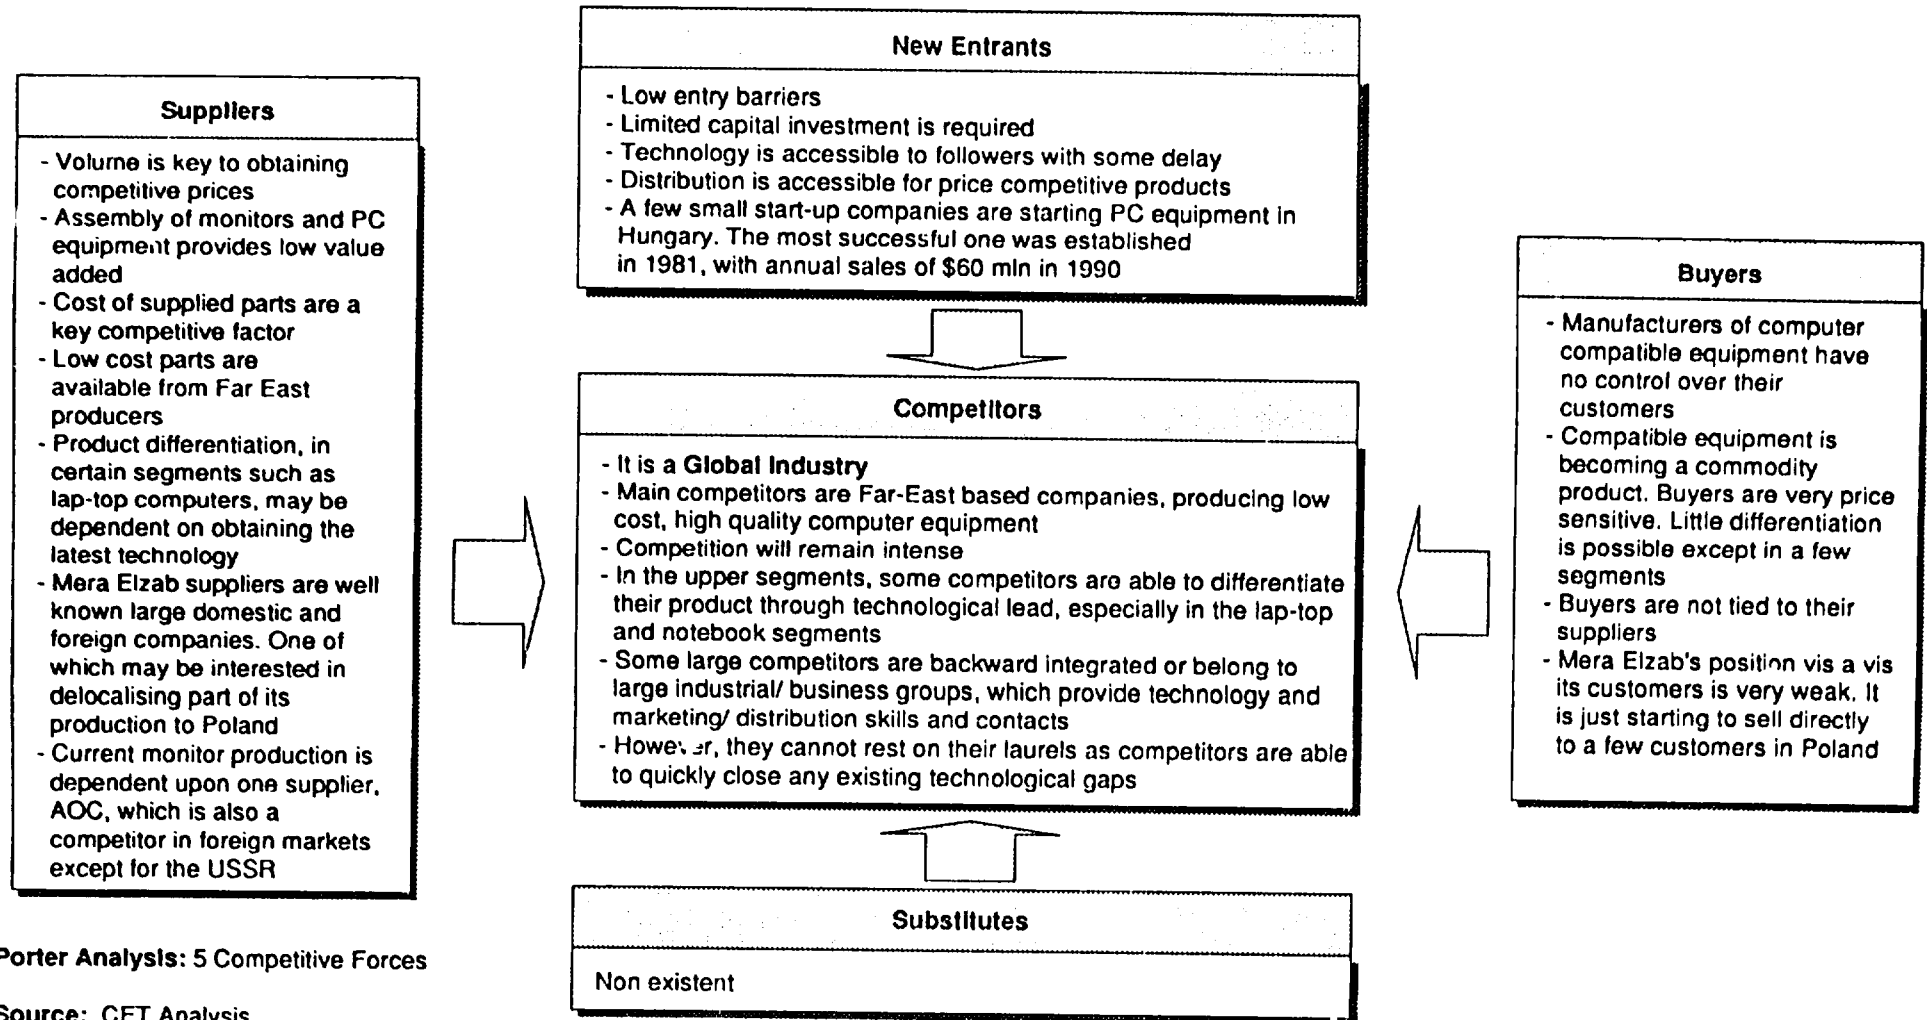 New Entrants
- Low entry barriers
- Limited capital investment is required
- Technology is accessible to followers with some delay
- Distribution is accessible for price competitive products
- A few small start-up companies are starting PC equipment in
Hungary. The most successful one was established
in 1981, with annual sales of $60 mln in 1990
Suppliers
- Volume is key to obtaining
competitive prices
- Assembly of monitors and PC
equipment provides low value
added
- Cost of supplied parts are a
key competitive factor
- Low cost parts are
available from Far East
producers
- Product differentiation, in
certain segments such as
lap-top computers, may be
dependent on obtaining the
latest technology
- Mera Elzab suppliers are well
known large domestic and
foreign companies. One of
which may be interested in
delocalising part of its
production to Poland
- Current monitor production is
dependent upon one supplier,
AOC, which is also a
competitor in foreign markets
except for the USSR
Competitors
- It is a Global Industry
- Main competitors are Far-East based companies, producing low
cost, high quality computer equipment
- Competition will remain intense
- In the upper segments, some competitors are able to differentiate
their product through technological lead, especially in the lap-top
and notebook segments
- Some large competitors are backward integrated or belong to
large industrial/ business groups, which provide technology and
marketing/ distribution skills and contacts
- However, they cannot rest on their laurels as competitors are able
to quickly close any existing technological gaps
Buyers
- Manufacturers of computer
compatible equipment have
no control over their
customers
- Compatible equipment is
becoming a commodity
product. Buyers are very price
sensitive. Little differentiation
is possible except in a few
segments
- Buyers are not tied to their
suppliers
- Mera Elzab's position vis a vis
its customers is very weak. It
is just starting to sell directly
to a few customers in Poland
Substitutes
Non existent
Porter Analysis: 5 Competitive Forces
Source: CET Analysis